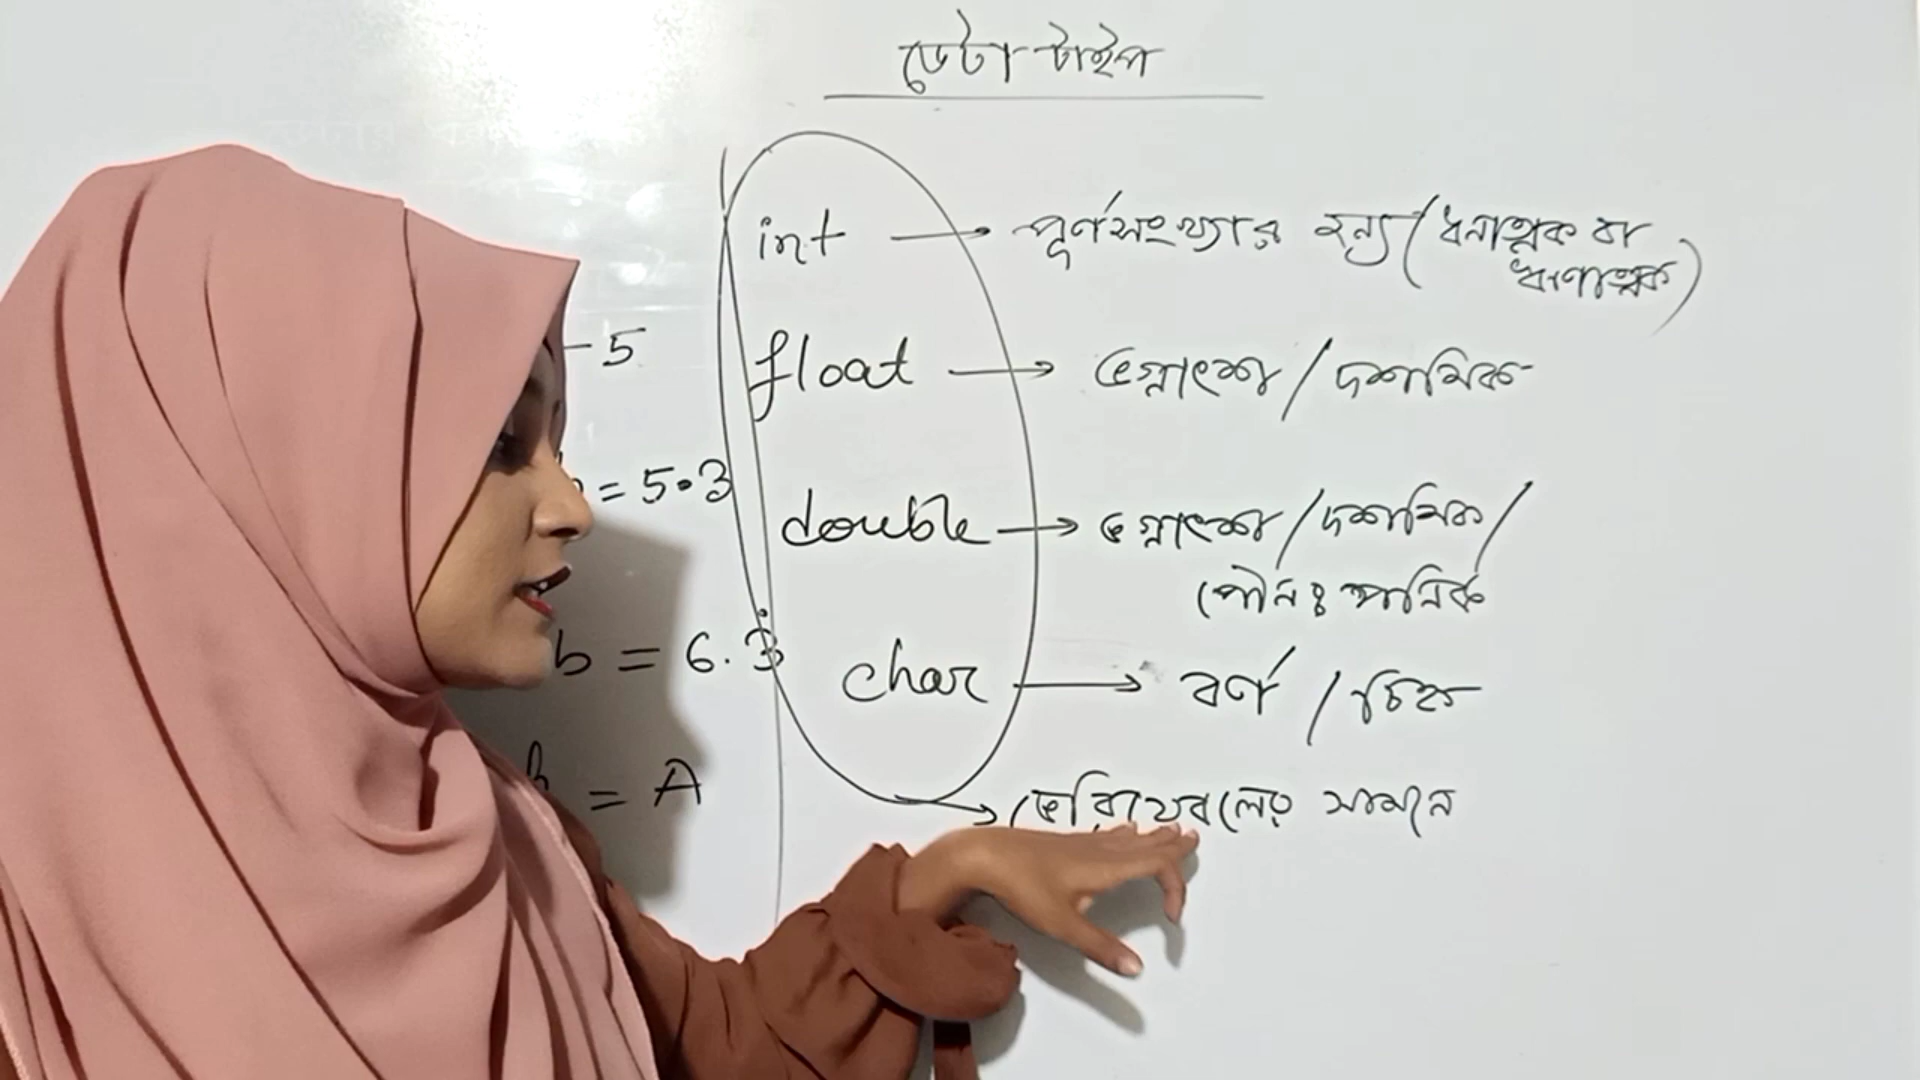 ডেটা টাইপ
int → পূর্ণসংখ্যার জন্য (ধনাত্মক বা
ঋণাত্মক)
- 5
float → ভগ্নাংশ / দশমিক
= 5.3
double → ভগ্নাংশ / দশমিক /
পৌনঃপুনিক
b = 6.3
char → বর্ণ / চিহ্ন
= A
→ ভেরিয়েবলের সামনে